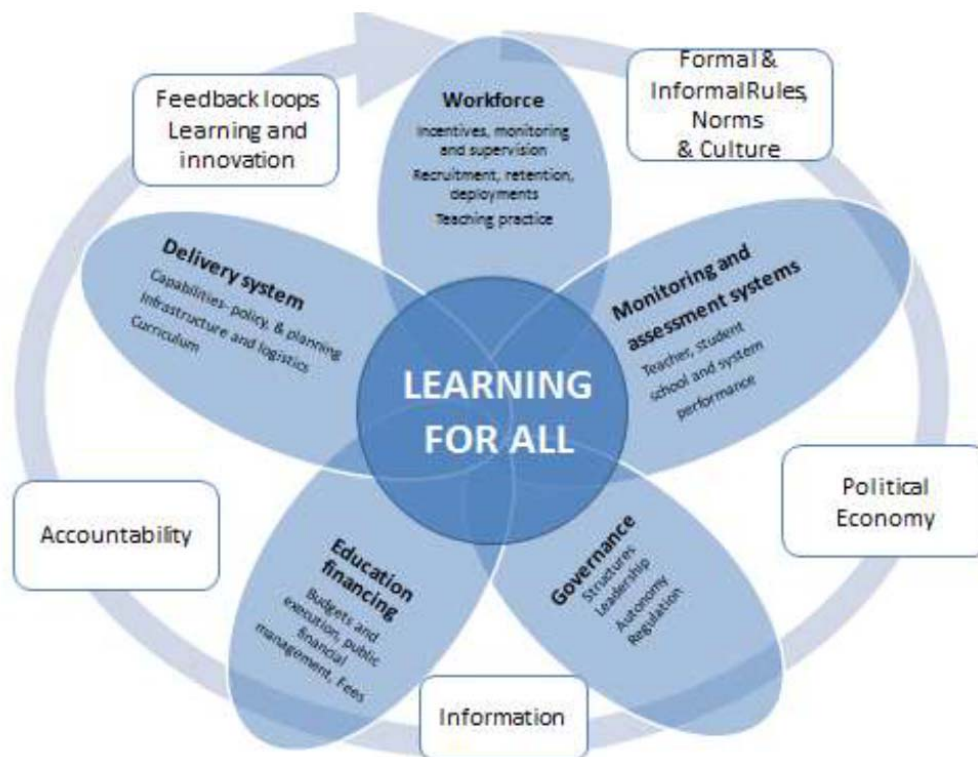 Feedback loops
Learning and
innovation
Workforce
Incentives, monitoring
and supervision
Recruitment, retention,
deployments
Teaching practice
Formal &
Informal Rules,
Norms
& Culture
Delivery system
Capabilities- policy, & planning
Infrastructure and logistics
Curriculum
Monitoring and
assessment systems
Teacher, student
school and system
performance
LEARNING
FOR ALL
Accountability
Political
Economy
Education
financing
Budgets and
execution, public
financial
management, Fees
Governance
Structures
Leadership
Autonomy
Regulation
Information